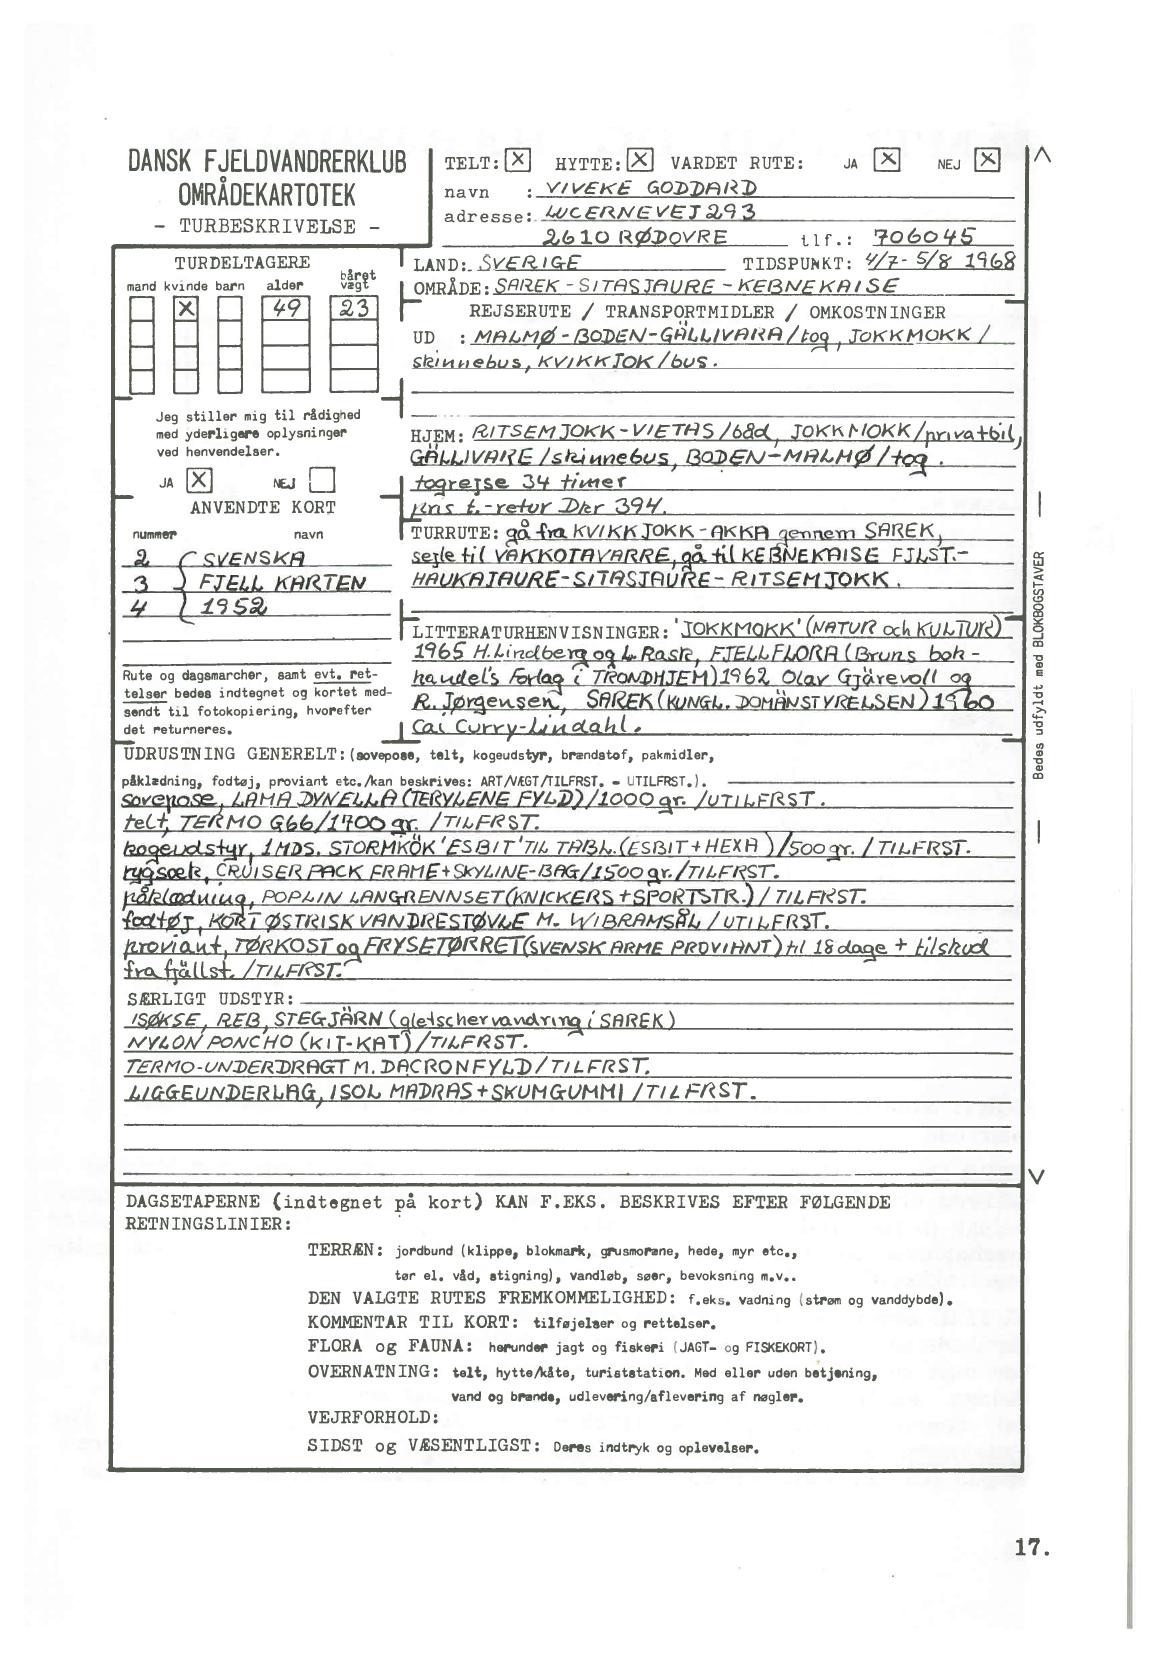 DANSK FJELDVANDRERKLUB
OMRÅDEKARTOTEK
- TURBESKRIVELSE -
TELT: [X] HYTTE: [X] VARDET RUTE: JA [X] NEJ [X]
navn : VIVEKE GODDARD
adresse: LUCERNEVEJ 293
2610 RØDOVRE tlf.: 706045
TURDELTAGERE
mand kvinde barn alder båret vægt
X 49 23
Jeg stiller mig til rådighed
med yderligere oplysninger
ved henvendelser.
JA [X] NEJ [ ]
ANVENDTE KORT
nummer navn
2 SVENSKA
3 FJELL KARTEN
4 1952
Rute og dagsmarcher, samt evt. ret-
telser bedes indtegnet og kortet med-
sendt til fotokopiering, hvorefter
det returneres.
LAND: SVERIGE TIDSPUNKT: 4/7- 5/8 1968
OMRÅDE: SAREK - SITASJAURE - KEBNEKAISE
REJSERUTE / TRANSPORTMIDLER / OMKOSTNINGER
UD : MALMØ - BODEN - GÄLLIVARA / tog, JOKKMOKK /
skinnebus, KVIKKJOK / bus.
HJEM: RITSEMJOKK - VIETAS / båd, JOKKMOKK / privatbil,
GÄLLIVARE / skinnebus, BODEN - MALMØ / tog.
togrejse 34 timer
pris t.-retur Dkr 394.
TURRUTE: gå fra KVIKKJOKK - AKKA gennem SAREK,
sejle til VAKKOTAVARRE, gå til KEBNEKAISE FJLST.-
HAUKAJAURE - SITASJAURE - RITSEMJOKK.
LITTERATURHENVISNINGER: 'JOKKMOKK' (NATUR och KULTUR)
1965 H. Lindberg og L. Rask, FJELLFLORA (Bruns bok-
handel's Forlag i TRONDHJEM) 1962 Olav Gjärevoll og
R. Jørgensen, SAREK (KUNGL. DOMÄNSTYRELSEN) 1960
Cai Curry-Lindahl.
UDRUSTNING GENERELT: (sovepose, telt, kogeudstyr, brændstof, pakmidler,
påklædning, fodtøj, proviant etc./kan beskrives: ART/VÆGT/TILFRST. - UTILFRST.).
sovepose, LAMA DYNELLA (TERYLENE FYLD) / 1000 gr. / UTILFRST.
telt, TERMO G66 / 1700 gr. / TILFRST.
kogeudstyr, 1 MDS. STORMKÖK 'ESBIT' TIL TABL. (ESBIT + HEXA) / 500 gr. / TILFRST.
rygsæk, CRUISER PACK FRAME + SKYLINE-BAG / 1500 gr. / TILFRST.
påklædning, POPLIN LANGRENNSET (KNICKERS + SPORTSTR.) / TILFRST.
fodtøj, KORT ØSTRISK VANDRESTØVLE M. WIBRAMSÅL / UTILFRST.
proviant, TØRKOST og FRYSETØRRET (SVENSK ARME PROVIANT) til 18 dage + tilskud
fra fjällst. / TILFRST.
SÆRLIGT UDSTYR:
ISØKSE, REB, STEGJÄRN (gletschervandring i SAREK)
NYLON PONCHO (KIT-KAT) / TILFRST.
TERMO-UNDERDRAGT M. DACRONFYLD / TILFRST.
LIGGEUNDERLAG, ISOL MADRAS + SKUMGUMMI / TILFRST.
Bedes udfyldt med BLOKBOGSTAVER
DAGSETAPERNE (indtegnet på kort) KAN F.EKS. BESKRIVES EFTER FØLGENDE
RETNINGSLINIER:
TERRÆN: jordbund (klippe, blokmark, grusmoræne, hede, myr etc.,
tør el. våd, stigning), vandløb, søer, bevoksning m.v..
DEN VALGTE RUTES FREMKOMMELIGHED: f.eks. vadning (strøm og vanddybde).
KOMMENTAR TIL KORT: tilføjelser og rettelser.
FLORA og FAUNA: herunder jagt og fiskeri (JAGT- og FISKEKORT).
OVERNATNING: telt, hytte/kåte, turiststation. Med eller uden betjening,
vand og brænde, udlevering/aflevering af nøgler.
VEJRFORHOLD:
SIDST og VÆSENTLIGST: Deres indtryk og oplevelser.
17.